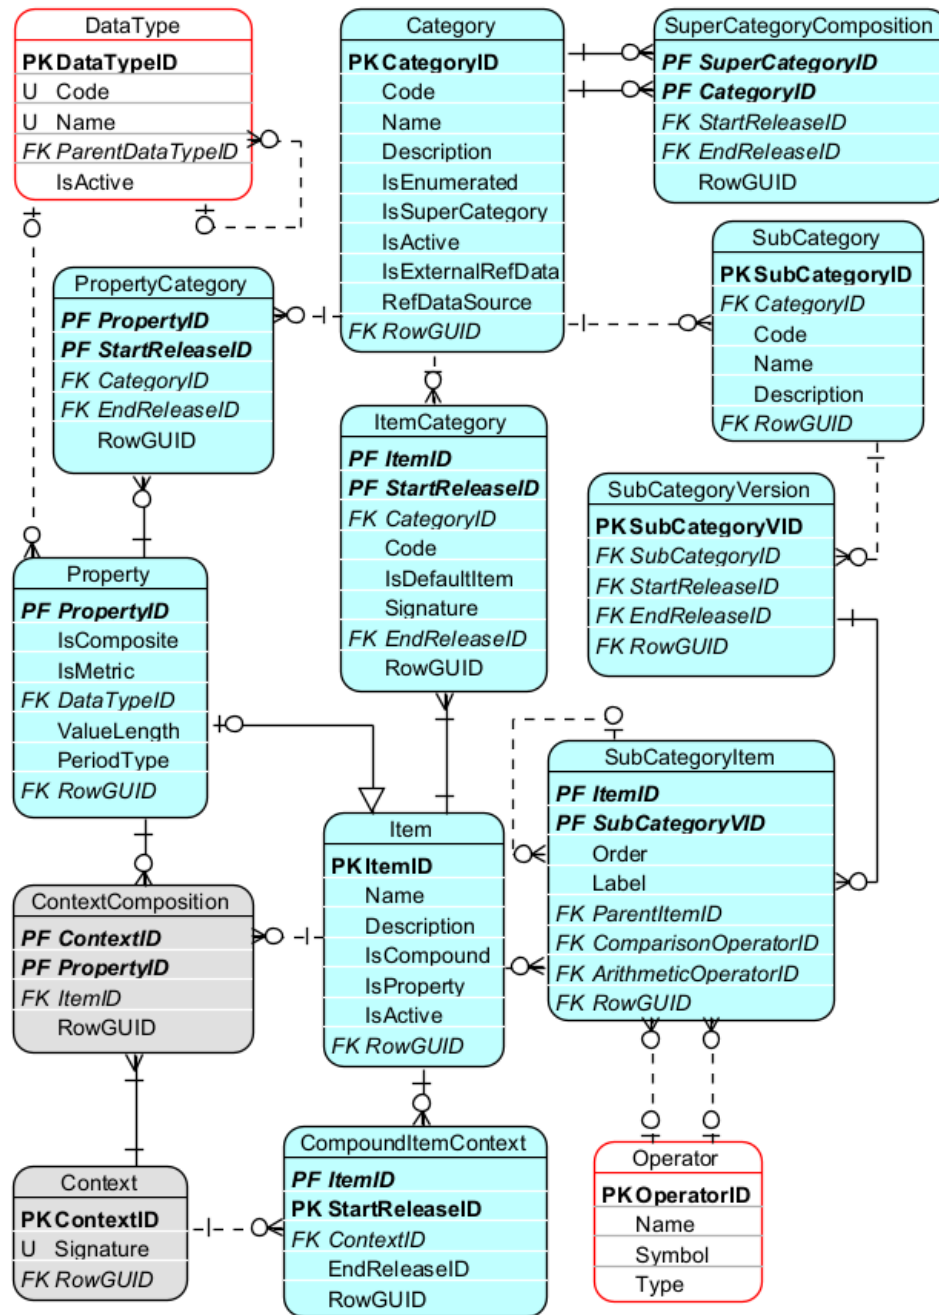 DataType
PK DataTypeID
U Code
U Name
FK ParentDataTypeID
IsActive
Category
PK CategoryID
Code
Name
Description
IsEnumerated
IsSuperCategory
IsActive
IsExternalRefData
RefDataSource
FK RowGUID
SuperCategoryComposition
PF SuperCategoryID
PF CategoryID
FK StartReleaseID
FK EndReleaseID
RowGUID
SubCategory
PK SubCategoryID
FK CategoryID
Code
Name
Description
FK RowGUID
PropertyCategory
PF PropertyID
PF StartReleaseID
FK CategoryID
FK EndReleaseID
RowGUID
ItemCategory
PF ItemID
PF StartReleaseID
FK CategoryID
Code
IsDefaultItem
Signature
FK EndReleaseID
RowGUID
SubCategoryVersion
PK SubCategoryVID
FK SubCategoryID
FK StartReleaseID
FK EndReleaseID
FK RowGUID
Property
PF PropertyID
IsComposite
IsMetric
FK DataTypeID
ValueLength
PeriodType
FK RowGUID
SubCategoryItem
PF ItemID
PF SubCategoryVID
Order
Label
FK ParentItemID
FK ComparisonOperatorID
FK ArithmeticOperatorID
FK RowGUID
Item
PK ItemID
Name
Description
IsCompound
IsProperty
IsActive
FK RowGUID
ContextComposition
PF ContextID
PF PropertyID
FK ItemID
RowGUID
CompoundItemContext
PF ItemID
PK StartReleaseID
FK ContextID
EndReleaseID
RowGUID
Operator
PK OperatorID
Name
Symbol
Type
Context
PK ContextID
U Signature
FK RowGUID